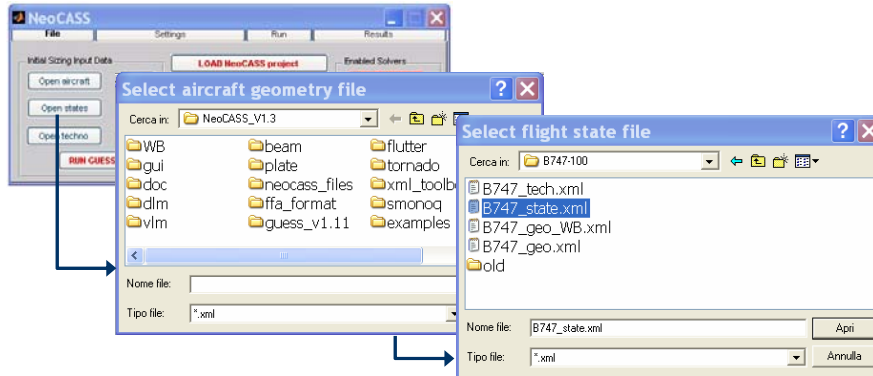 NeoCASS
File Settings Run Results
Initial Sizing Input Data
LOAD NeoCASS project
Enabled Solvers
Open aircraft
Open states
Open techno
RUN GUESS
Select aircraft geometry file
Cerca in: NeoCASS_V1.3
WB beam flutter
gui plate tornado
doc neocass_files xml_toolb
dlm ffa_format smonoq
vlm guess_v1.11 examples
Nome file:
Tipo file: *.xml
Select flight state file
Cerca in: B747-100
B747_tech.xml
B747_state.xml
B747_geo_WB.xml
B747_geo.xml
old
Nome file: B747_state.xml Apri
Tipo file: *.xml Annulla